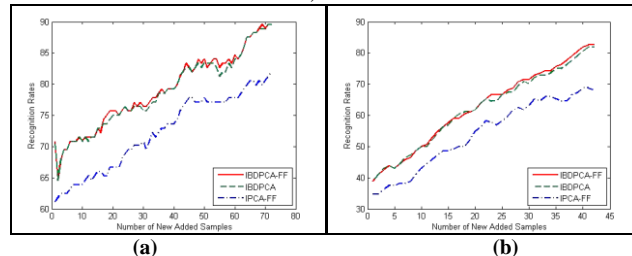 90
85
80
75
70
65
60
Recognition Rates
0 10 20 30 40 50 60 70 80
Number of New Added Samples
IBDPCA-FF
IBDPCA
IPCA-FF
(a)
90
80
70
60
50
40
30
Recognition Rates
0 5 10 15 20 25 30 35 40 45
Number of New Added Samples
IBDPCA-FF
IBDPCA
IPCA-FF
(b)